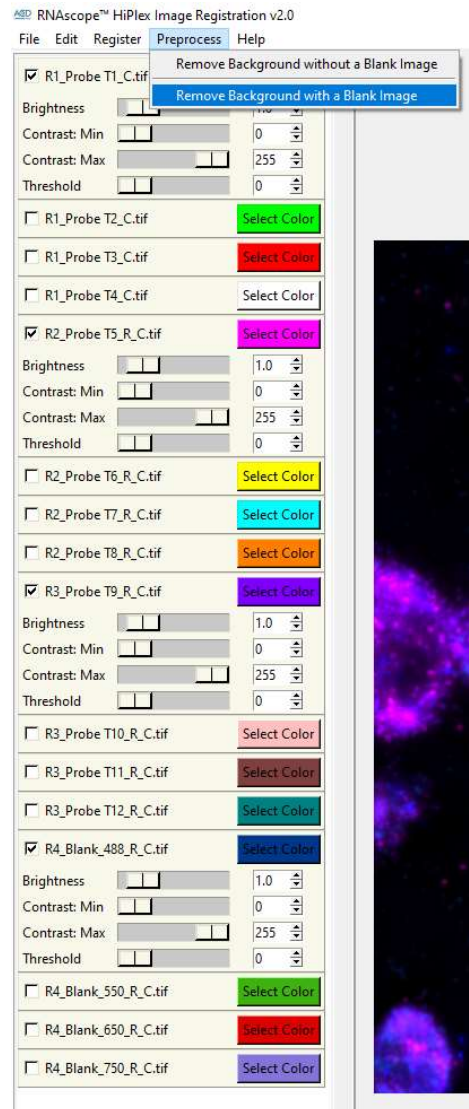 ACD RNAscope™ HiPlex Image Registration v2.0
File Edit Register Preprocess Help
Remove Background without a Blank Image
Remove Background with a Blank Image
R1_Probe T1_C.tif
Brightness 1.0
Contrast: Min 0
Contrast: Max 255
Threshold 0
R1_Probe T2_C.tif Select Color
R1_Probe T3_C.tif Select Color
R1_Probe T4_C.tif Select Color
R2_Probe T5_R_C.tif Select Color
Brightness 1.0
Contrast: Min 0
Contrast: Max 255
Threshold 0
R2_Probe T6_R_C.tif Select Color
R2_Probe T7_R_C.tif Select Color
R2_Probe T8_R_C.tif Select Color
R3_Probe T9_R_C.tif Select Color
Brightness 1.0
Contrast: Min 0
Contrast: Max 255
Threshold 0
R3_Probe T10_R_C.tif Select Color
R3_Probe T11_R_C.tif Select Color
R3_Probe T12_R_C.tif Select Color
R4_Blank_488_R_C.tif Select Color
Brightness 1.0
Contrast: Min 0
Contrast: Max 255
Threshold 0
R4_Blank_550_R_C.tif Select Color
R4_Blank_650_R_C.tif Select Color
R4_Blank_750_R_C.tif Select Color